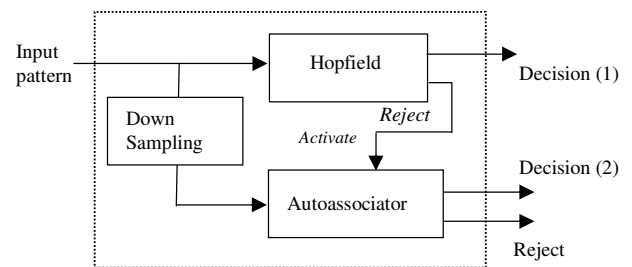 Input
pattern
Hopfield
Decision (1)
Down
Sampling
Reject
Activate
Autoassociator
Decision (2)
Reject